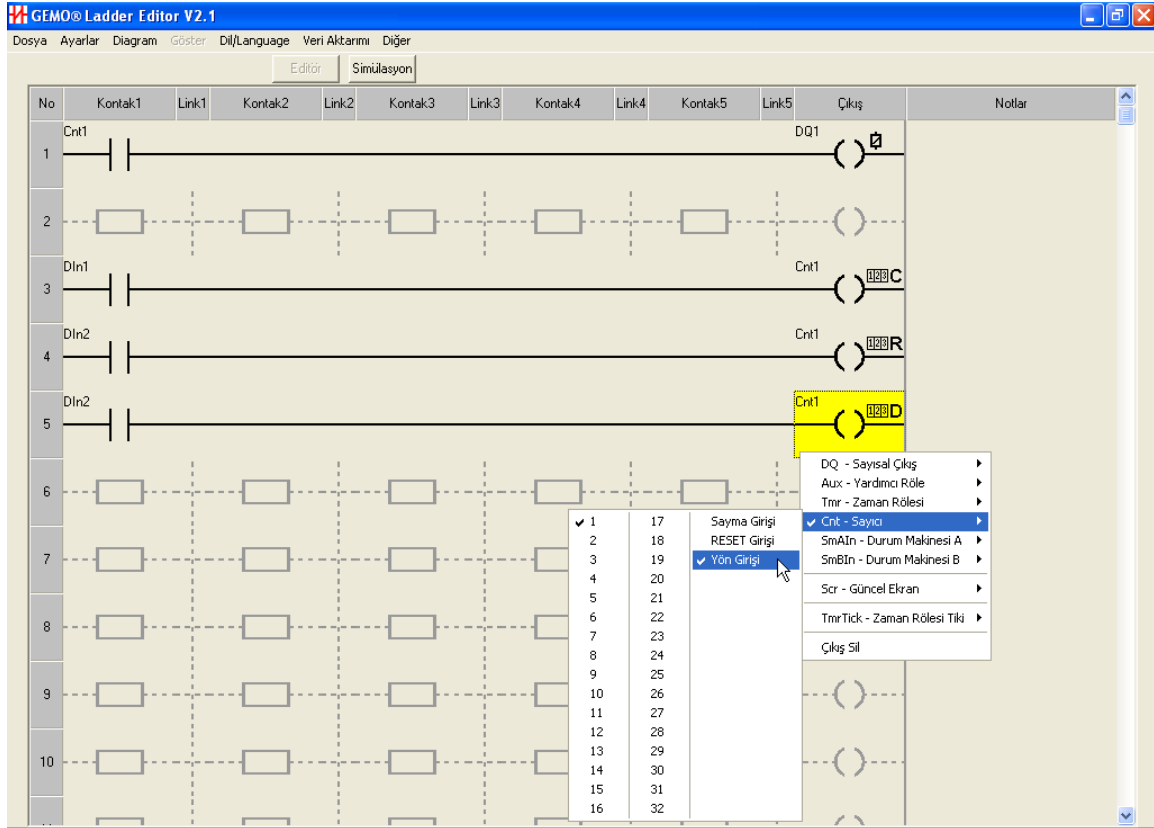 GEMO® Ladder Editor V2.1
Dosya Ayarlar Diagram Göster Dil/Language Veri Aktarımı Diğer
Editör Simülasyon
No Kontak1 Link1 Kontak2 Link2 Kontak3 Link3 Kontak4 Link4 Kontak5 Link5 Çıkış Notlar
Cnt1 DQ1
1
2
DIn1 Cnt1
3 123 C
DIn2 Cnt1
4 123 R
DIn2 Cnt1
5 123 D
DQ - Sayısal Çıkış
Aux - Yardımcı Röle
Tmr - Zaman Rölesi
Cnt - Sayıcı
SmAIn - Durum Makinesi A
SmBIn - Durum Makinesi B
Scr - Güncel Ekran
TmrTick - Zaman Rölesi Tiki
Çıkış Sil
1 17 Sayma Girişi
2 18 RESET Girişi
3 19 Yön Girişi
4 20
5 21
6 22
7 23
8 24
9 25
10 26
11 27
12 28
13 29
14 30
15 31
16 32
6
7
8
9
10